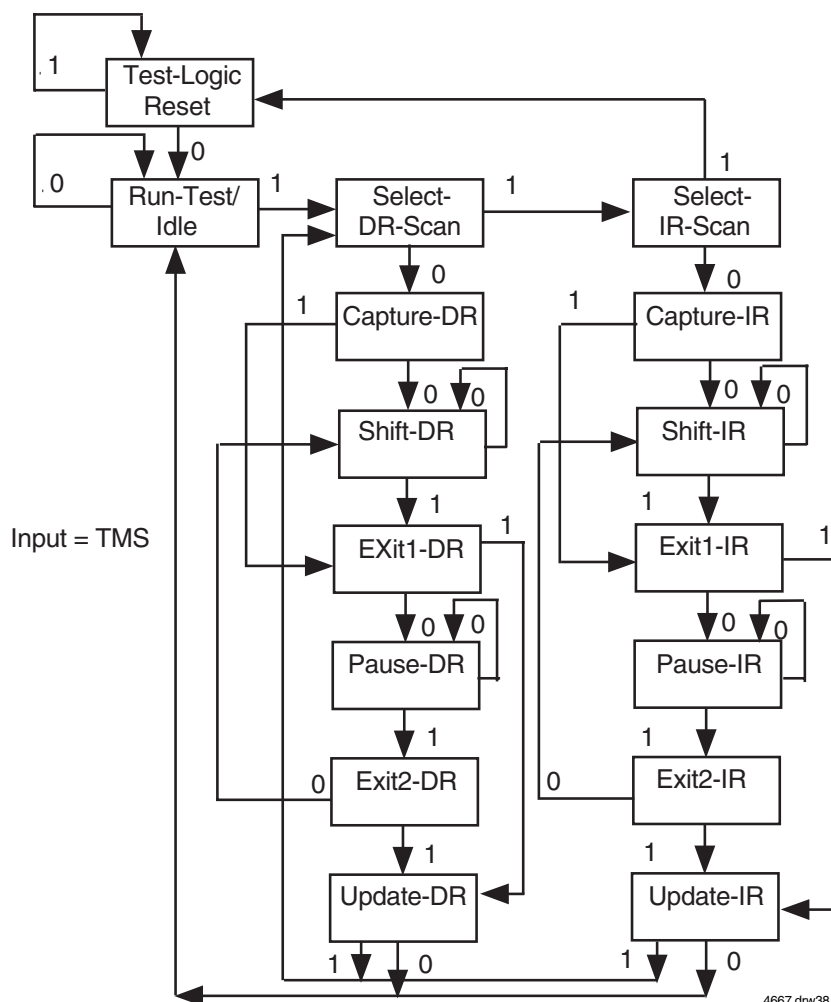 1
Test-Logic
Reset
0
1
0
Run-Test/
Idle
1
Select-
DR-Scan
1
Select-
IR-Scan
0
0
1
Capture-DR
1
Capture-IR
0
0
0
0
Shift-DR
Shift-IR
1
1
Input = TMS
EXit1-DR
1
Exit1-IR
1
0
0
0
0
Pause-DR
Pause-IR
1
1
0
Exit2-DR
0
Exit2-IR
1
1
Update-DR
Update-IR
1
0
1
0
4667 drw38